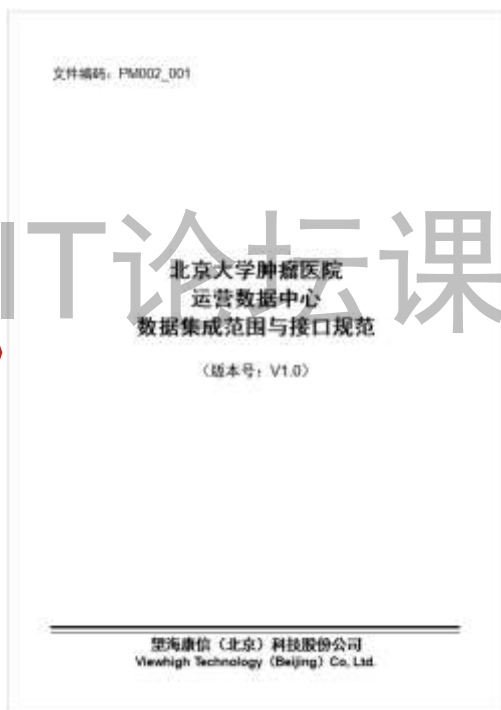 文件编码：PM002_001
IT论坛课
北京大学肿瘤医院
运营数据中心
数据集成范围与接口规范
（版本号：V1.0）
望海康信（北京）科技股份公司
Viewhigh Technology (Beijing) Co, Ltd.